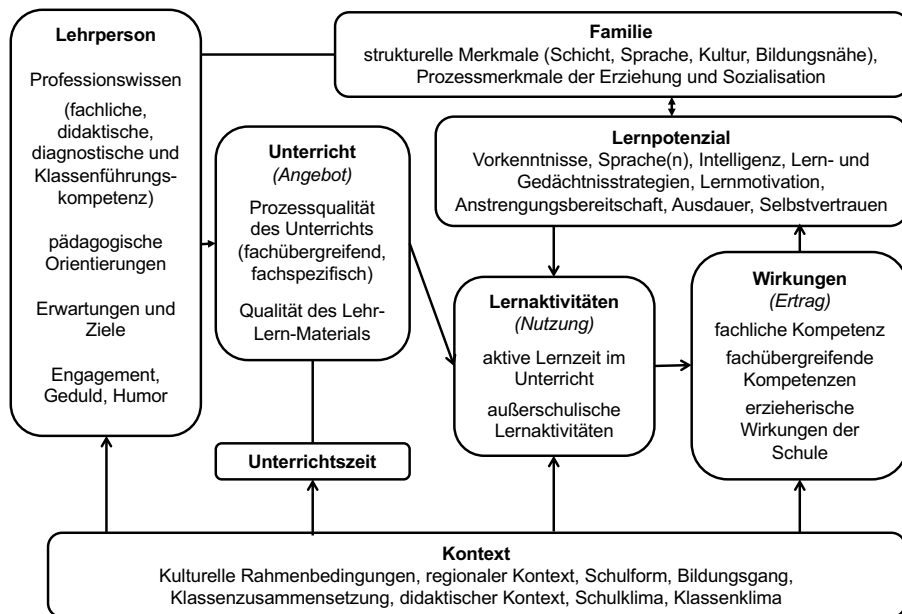 Lehrperson
Professionswissen
(fachliche,
didaktische,
diagnostische und
Klassenführungs-
kompetenz)
pädagogische
Orientierungen
Erwartungen und
Ziele
Engagement,
Geduld, Humor
Familie
strukturelle Merkmale (Schicht, Sprache, Kultur, Bildungsnähe),
Prozessmerkmale der Erziehung und Sozialisation
Unterricht
(Angebot)
Prozessqualität
des Unterrichts
(fachübergreifend,
fachspezifisch)
Qualität des Lehr-
Lern-Materials
Lernpotenzial
Vorkenntnisse, Sprache(n), Intelligenz, Lern- und
Gedächtnisstrategien, Lernmotivation,
Anstrengungsbereitschaft, Ausdauer, Selbstvertrauen
Lernaktivitäten
(Nutzung)
aktive Lernzeit im
Unterricht
außerschulische
Lernaktivitäten
Wirkungen
(Ertrag)
fachliche Kompetenz
fachübergreifende
Kompetenzen
erzieherische
Wirkungen der
Schule
Unterrichtszeit
Kontext
Kulturelle Rahmenbedingungen, regionaler Kontext, Schulform, Bildungsgang,
Klassenzusammensetzung, didaktischer Kontext, Schulklima, Klassenklima